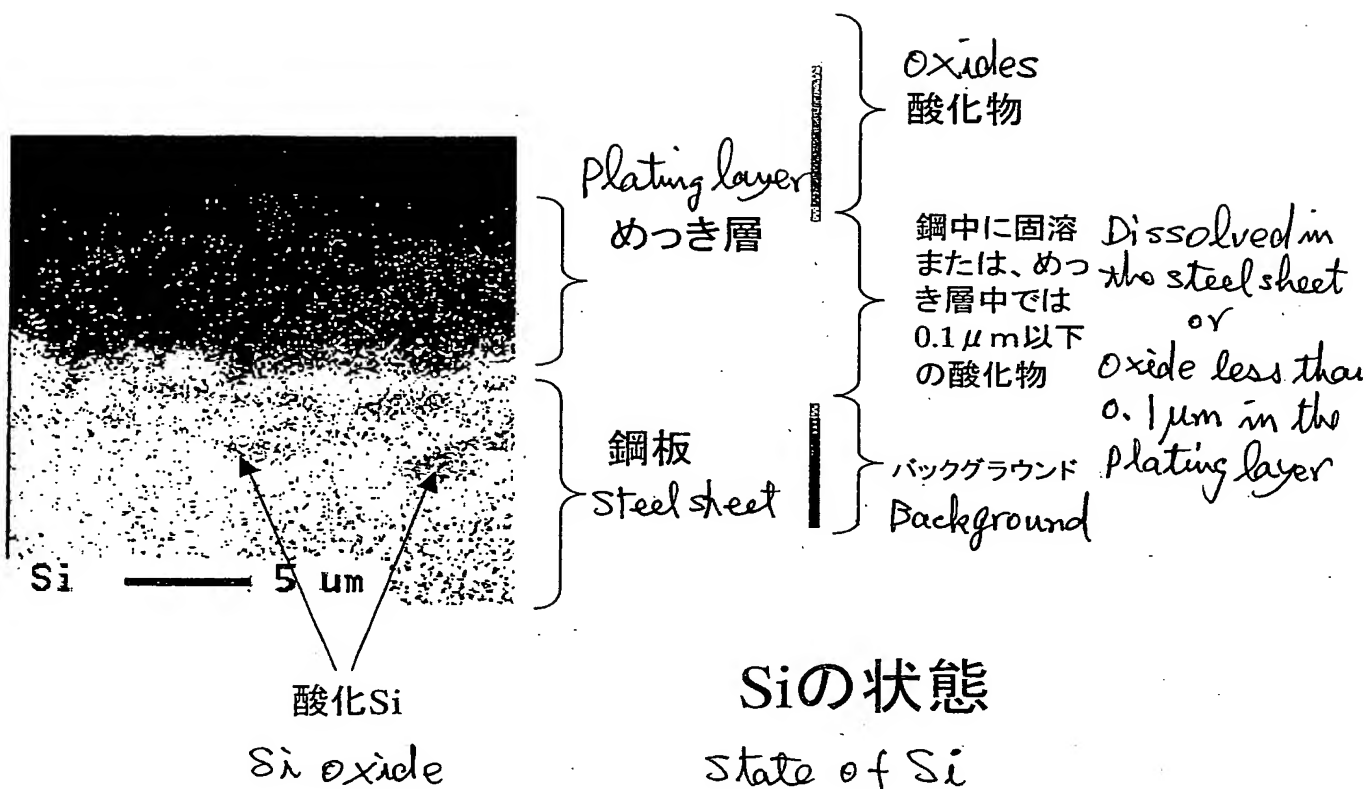 Oxides
酸化物
Plating layer
めっき層
鋼中に固溶
または、めっ
き層中では
0.1μm以下
の酸化物
Dissolved in
the steel sheet
or
Oxide less than
0.1μm in the
Plating layer
鋼板
Steel sheet
バックグラウンド
Background
Si 5 um
酸化Si
Si oxide
Siの状態
State of Si